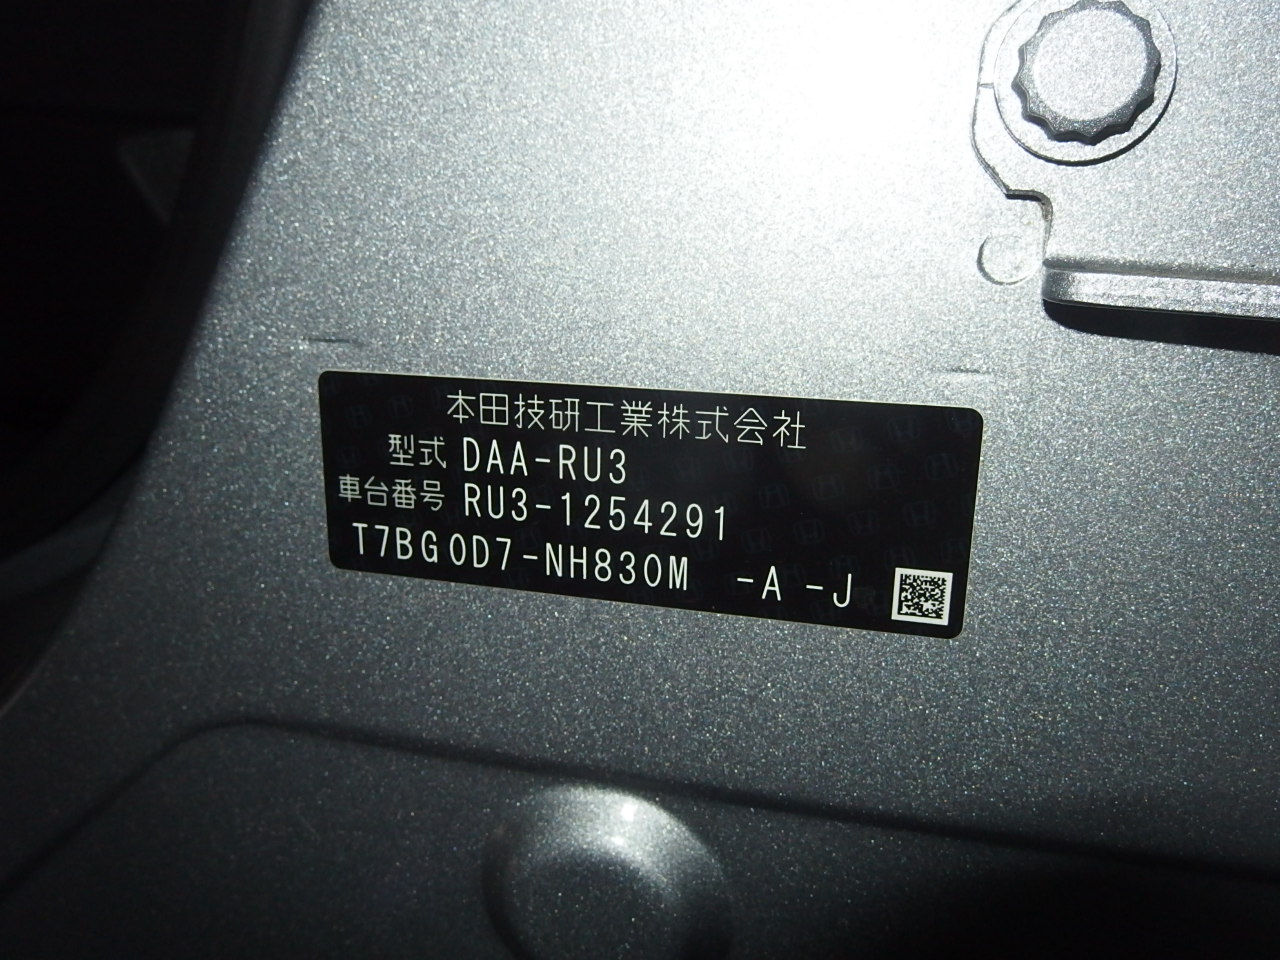 本田技研工業株式会社
型式 DAA-RU3
車台番号 RU3-1254291
T7BG0D7-NH830M -A -J